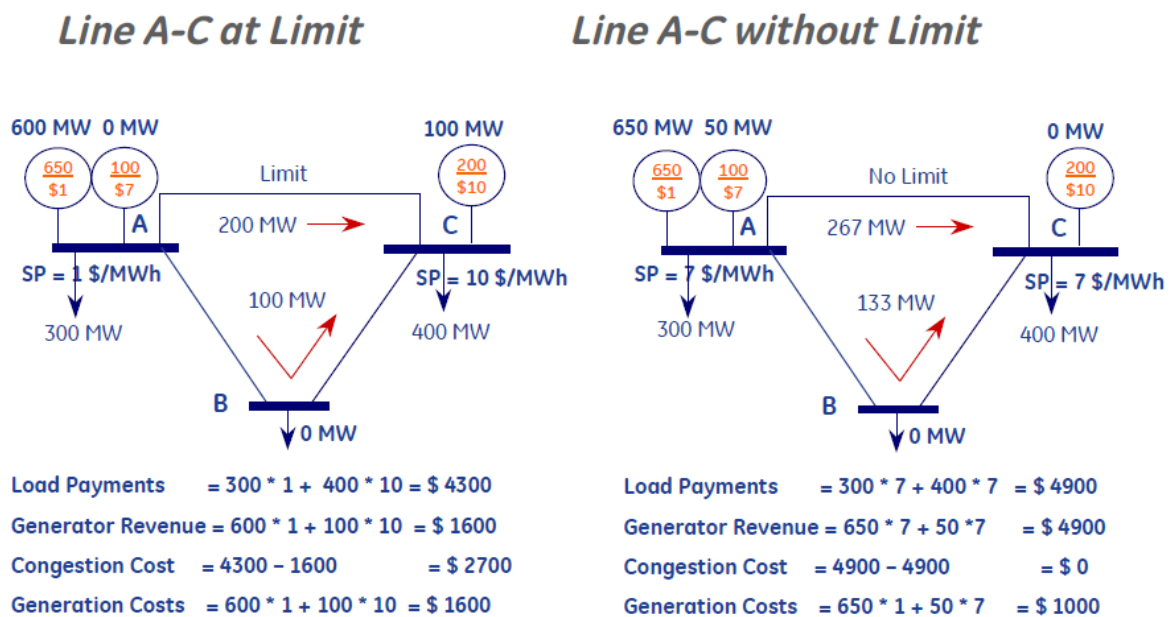 Line A-C at Limit
600 MW 0 MW
100 MW
650
$1
100
$7
200
$10
Limit
A
C
200 MW
SP = 1 $/MWh
SP = 10 $/MWh
100 MW
300 MW
400 MW
B
0 MW
Load Payments = 300 * 1 + 400 * 10 = $ 4300
Generator Revenue = 600 * 1 + 100 * 10 = $ 1600
Congestion Cost = 4300 – 1600 = $ 2700
Generation Costs = 600 * 1 + 100 * 10 = $ 1600
Line A-C without Limit
650 MW 50 MW
0 MW
650
$1
100
$7
200
$10
No Limit
A
C
267 MW
SP = 7 $/MWh
SP = 7 $/MWh
133 MW
300 MW
400 MW
B
0 MW
Load Payments = 300 * 7 + 400 * 7 = $ 4900
Generator Revenue = 650 * 7 + 50 *7 = $ 4900
Congestion Cost = 4900 – 4900 = $ 0
Generation Costs = 650 * 1 + 50 * 7 = $ 1000